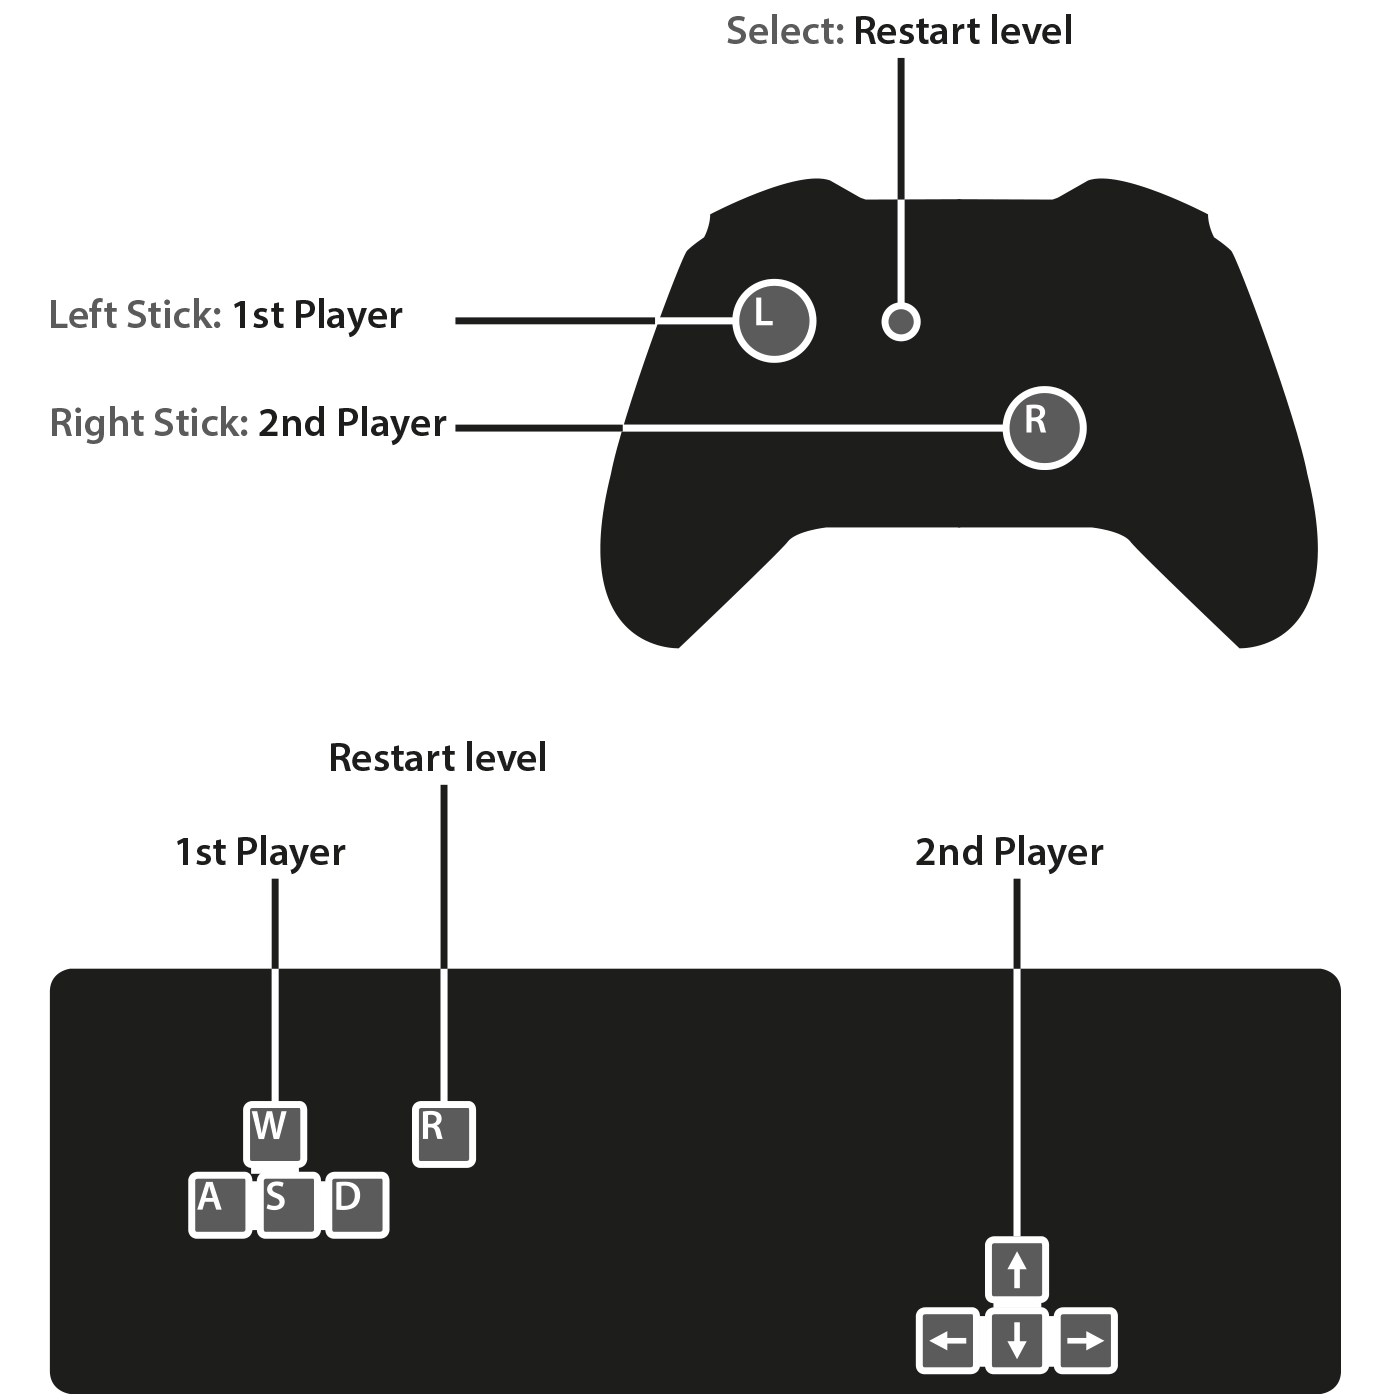 Select: Restart level
L
Left Stick: 1st Player
R
Right Stick: 2nd Player
Restart level
1st Player
2nd Player
W
R
A S D
↑
← ↓ →